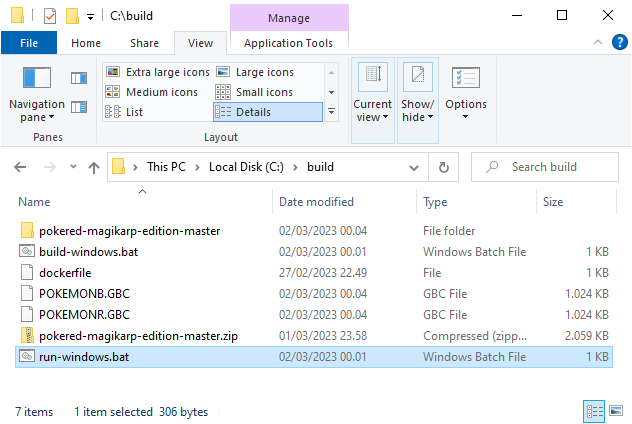 C:\build
Manage
File
Home
Share
View
Application Tools
Navigation pane
Extra large icons
Large icons
Medium icons
Small icons
List
Details
Current view
Show/hide
Options
Panes
Layout
This PC > Local Disk (C:) > build
Search build
Name Date modified Type Size
pokered-magikarp-edition-master 02/03/2023 00.04 File folder
build-windows.bat 02/03/2023 00.01 Windows Batch File 1 KB
dockerfile 27/02/2023 22.49 File 1 KB
POKEMONB.GBC 02/03/2023 00.04 GBC File 1.024 KB
POKEMONR.GBC 02/03/2023 00.04 GBC File 1.024 KB
pokered-magikarp-edition-master.zip 01/03/2023 23.58 Compressed (zipp... 2.059 KB
run-windows.bat 02/03/2023 00.01 Windows Batch File 1 KB
7 items 1 item selected 306 bytes